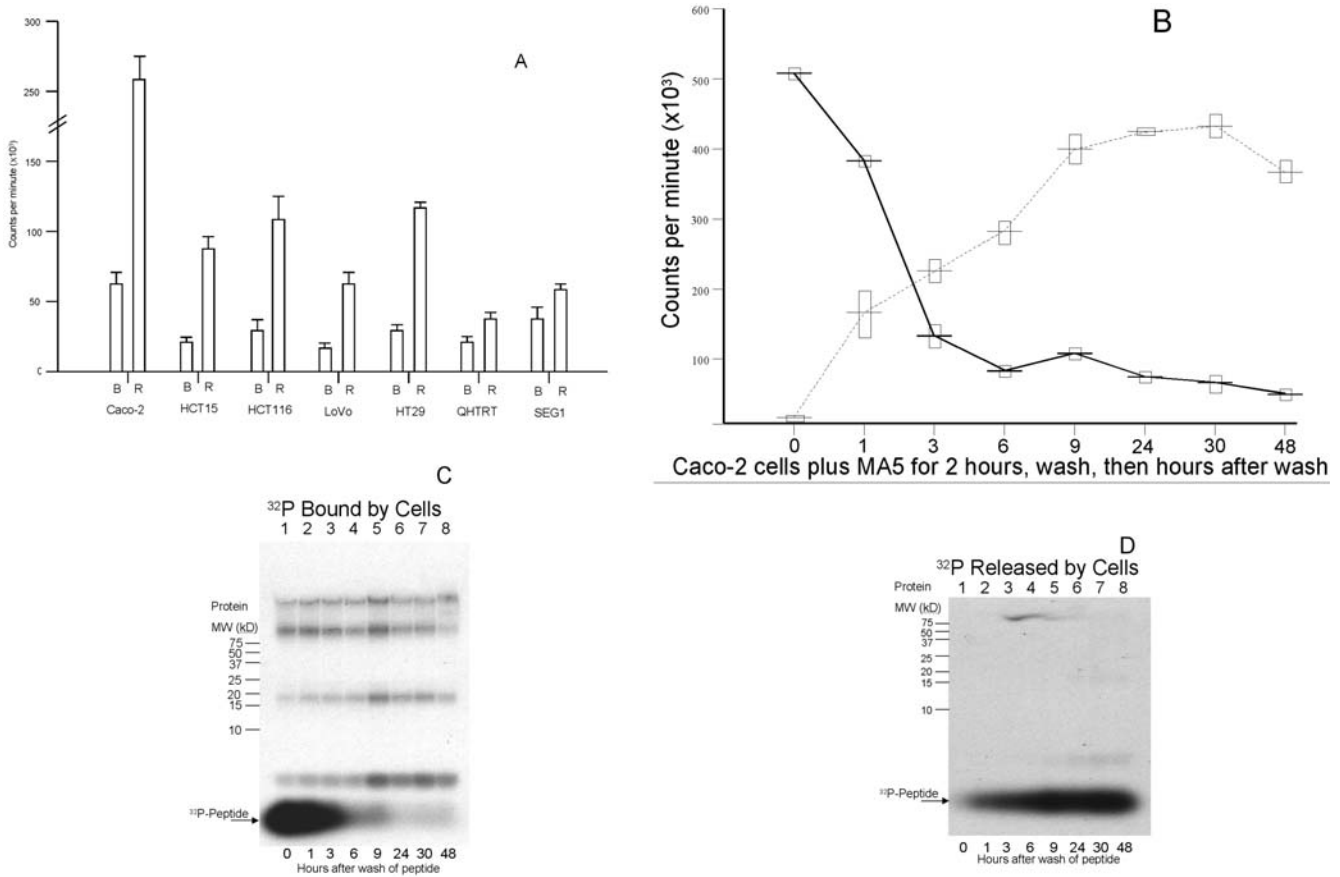 A
Counts per minute (x10³)
300
250
150
100
50
C
B R B R B R B R B R B R B R
Caco-2 HCT15 HCT116 LoVo HT29 QHTRT SEG1
B
Counts per minute (x10³)
600
500
400
300
200
100
0 1 3 6 9 24 30 48
Caco-2 cells plus MA5 for 2 hours, wash, then hours after wash
C
³²P Bound by Cells
1 2 3 4 5 6 7 8
Protein
MW (kD)
75
50
37
25
20
15
10
³²P-Peptide
0 1 3 6 9 24 30 48
Hours after wash of peptide
D
³²P Released by Cells
Protein 1 2 3 4 5 6 7 8
MW (kD)
75
50
37
25
20
15
10
³²P-Peptide
0 1 3 6 9 24 30 48
Hours after wash of peptide